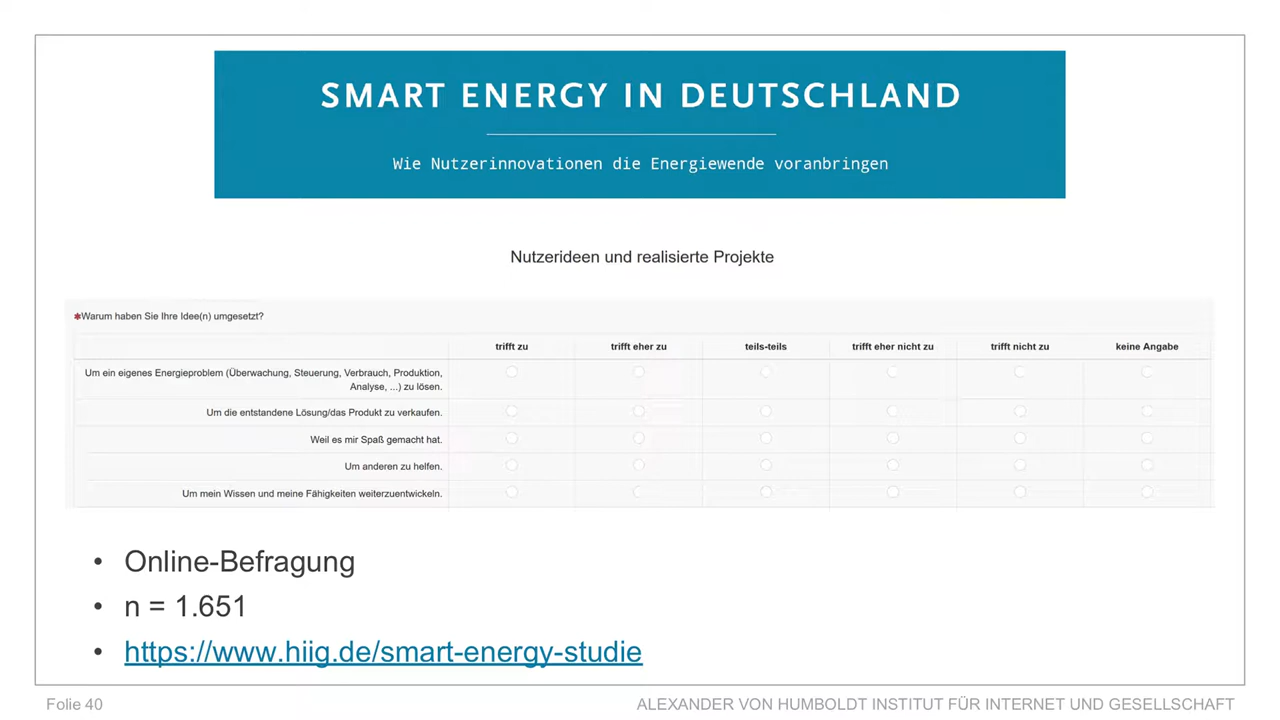 SMART ENERGY IN DEUTSCHLAND
Wie Nutzerinnovationen die Energiewende voranbringen
Nutzerideen und realisierte Projekte
*Warum haben Sie Ihre Idee(n) umgesetzt?
trifft zu trifft eher zu teils-teils trifft eher nicht zu trifft nicht zu keine Angabe
Um ein eigenes Energieproblem (Überwachung, Steuerung, Verbrauch, Produktion,
Analyse, ...) zu lösen.
Um die entstandene Lösung/das Produkt zu verkaufen.
Weil es mir Spaß gemacht hat.
Um anderen zu helfen.
Um mein Wissen und meine Fähigkeiten weiterzuentwickeln.
• Online-Befragung
• n = 1.651
• https://www.hiig.de/smart-energy-studie
Folie 40
ALEXANDER VON HUMBOLDT INSTITUT FÜR INTERNET UND GESELLSCHAFT